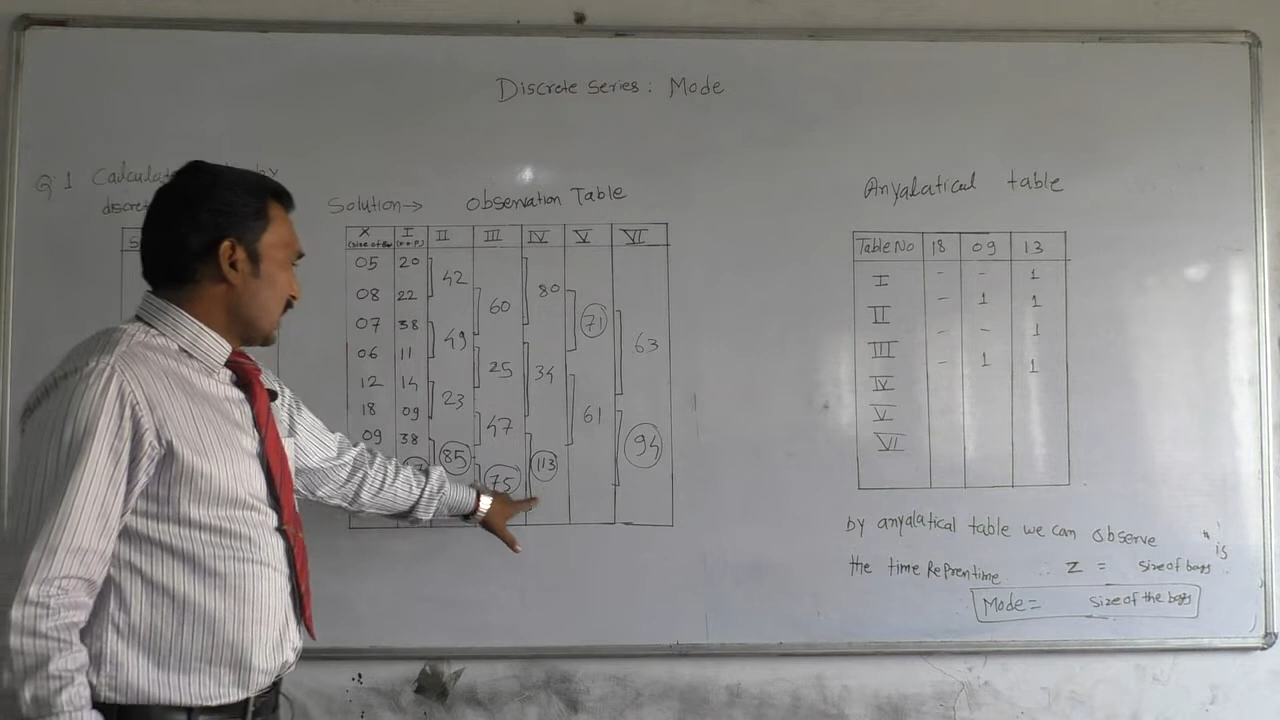 Discrete Series: Mode
Q.1 Calculate by
discret
Solution→ Observation Table
X I II III IV V VI
05 20
42
08 22 60 80 71
07 38
49 63
06 11
25 34
12 14
23
18 09 47 61
09 38
85 75 113 94
Anyalatical table
Table No 18 09 13
I - - 1
II - 1 1
III - - 1
IV - 1 1
V
VI
by anyalatical table we can observe
is
the time Reprentime ∴ Z = size of bags
Mode= size of the bags